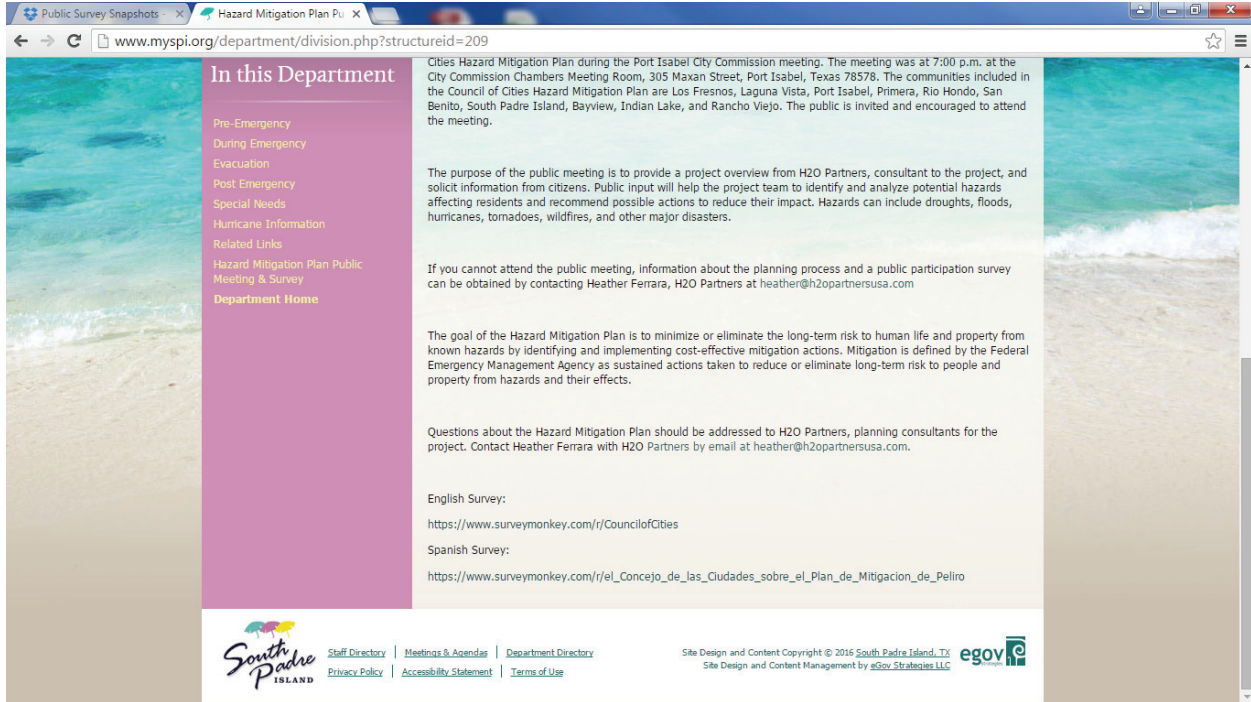 Public Survey Snapshots -
Hazard Mitigation Plan Pu
www.myspi.org/department/division.php?structureid=209
In this Department
Pre-Emergency
During Emergency
Evacuation
Post Emergency
Special Needs
Hurricane Information
Related Links
Hazard Mitigation Plan Public
Meeting & Survey
Department Home
Cities Hazard Mitigation Plan during the Port Isabel City Commission meeting. The meeting was at 7:00 p.m. at the
City Commission Chambers Meeting Room, 305 Maxan Street, Port Isabel, Texas 78578. The communities included in
the Council of Cities Hazard Mitigation Plan are Los Fresnos, Laguna Vista, Port Isabel, Primera, Rio Hondo, San
Benito, South Padre Island, Bayview, Indian Lake, and Rancho Viejo. The public is invited and encouraged to attend
the meeting.
The purpose of the public meeting is to provide a project overview from H2O Partners, consultant to the project, and
solicit information from citizens. Public input will help the project team to identify and analyze potential hazards
affecting residents and recommend possible actions to reduce their impact. Hazards can include droughts, floods,
hurricanes, tornadoes, wildfires, and other major disasters.
If you cannot attend the public meeting, information about the planning process and a public participation survey
can be obtained by contacting Heather Ferrara, H2O Partners at heather@h2opartnersusa.com
The goal of the Hazard Mitigation Plan is to minimize or eliminate the long-term risk to human life and property from
known hazards by identifying and implementing cost-effective mitigation actions. Mitigation is defined by the Federal
Emergency Management Agency as sustained actions taken to reduce or eliminate long-term risk to people and
property from hazards and their effects.
Questions about the Hazard Mitigation Plan should be addressed to H2O Partners, planning consultants for the
project. Contact Heather Ferrara with H2O Partners by email at heather@h2opartnersusa.com.
English Survey:
https://www.surveymonkey.com/r/CouncilofCities
Spanish Survey:
https://www.surveymonkey.com/r/el_Concejo_de_las_Ciudades_sobre_el_Plan_de_Mitigacion_de_Peliro
South
Padre
ISLAND
Staff Directory | Meetings & Agendas | Department Directory
Privacy Policy | Accessibility Statement | Terms of Use
Site Design and Content Copyright © 2016 South Padre Island, TX
Site Design and Content Management by eGov Strategies LLC
egov
strategies